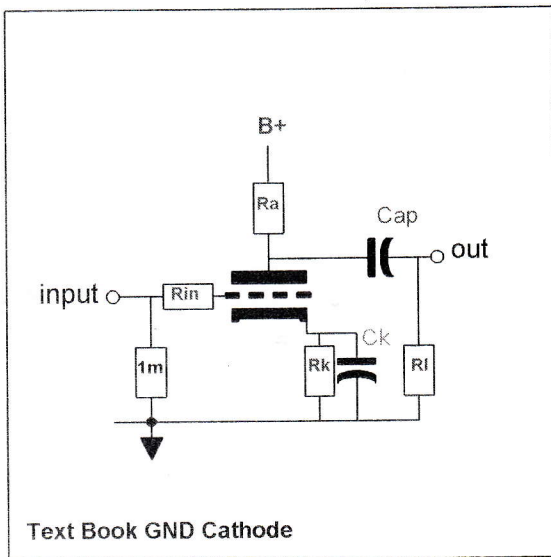 B+
Ra
Cap
out
input
Rin
Ck
1m
Rk
Rl
Text Book GND Cathode